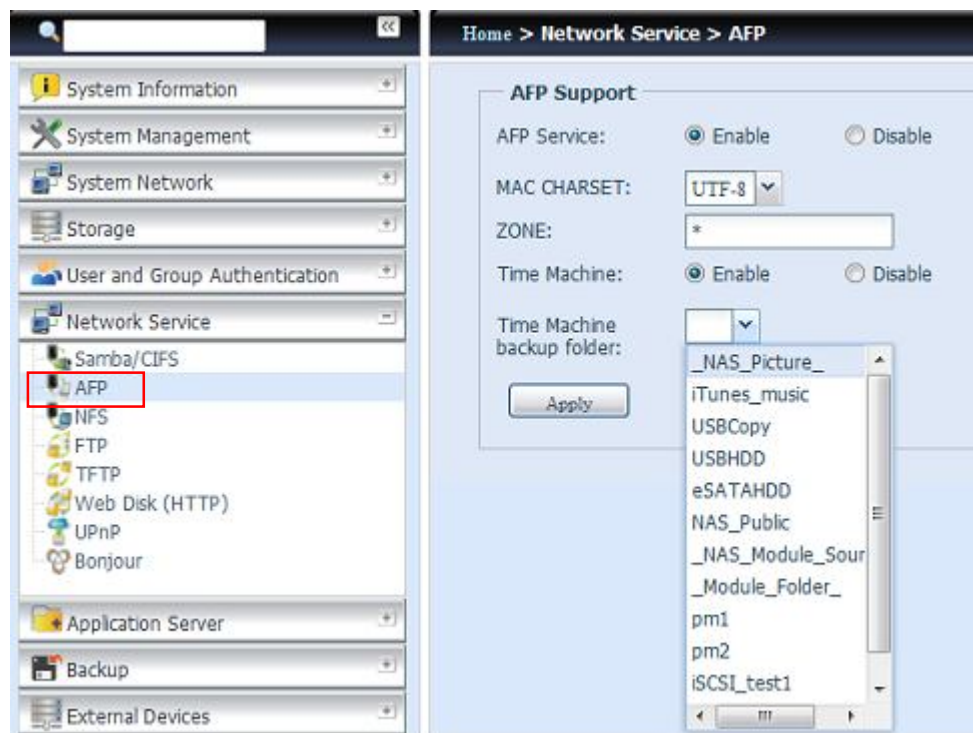 Home > Network Service > AFP
System Information
System Management
System Network
Storage
User and Group Authentication
Network Service
Samba/CIFS
AFP
NFS
FTP
TFTP
Web Disk (HTTP)
UPnP
Bonjour
Application Server
Backup
External Devices
AFP Support
AFP Service: Enable Disable
MAC CHARSET: UTF-8
ZONE: *
Time Machine: Enable Disable
Time Machine
backup folder:
_NAS_Picture_
iTunes_music
USBCopy
USBHDD
eSATAHDD
NAS_Public
_NAS_Module_Sour
_Module_Folder_
pm1
pm2
iSCSI_test1
Apply